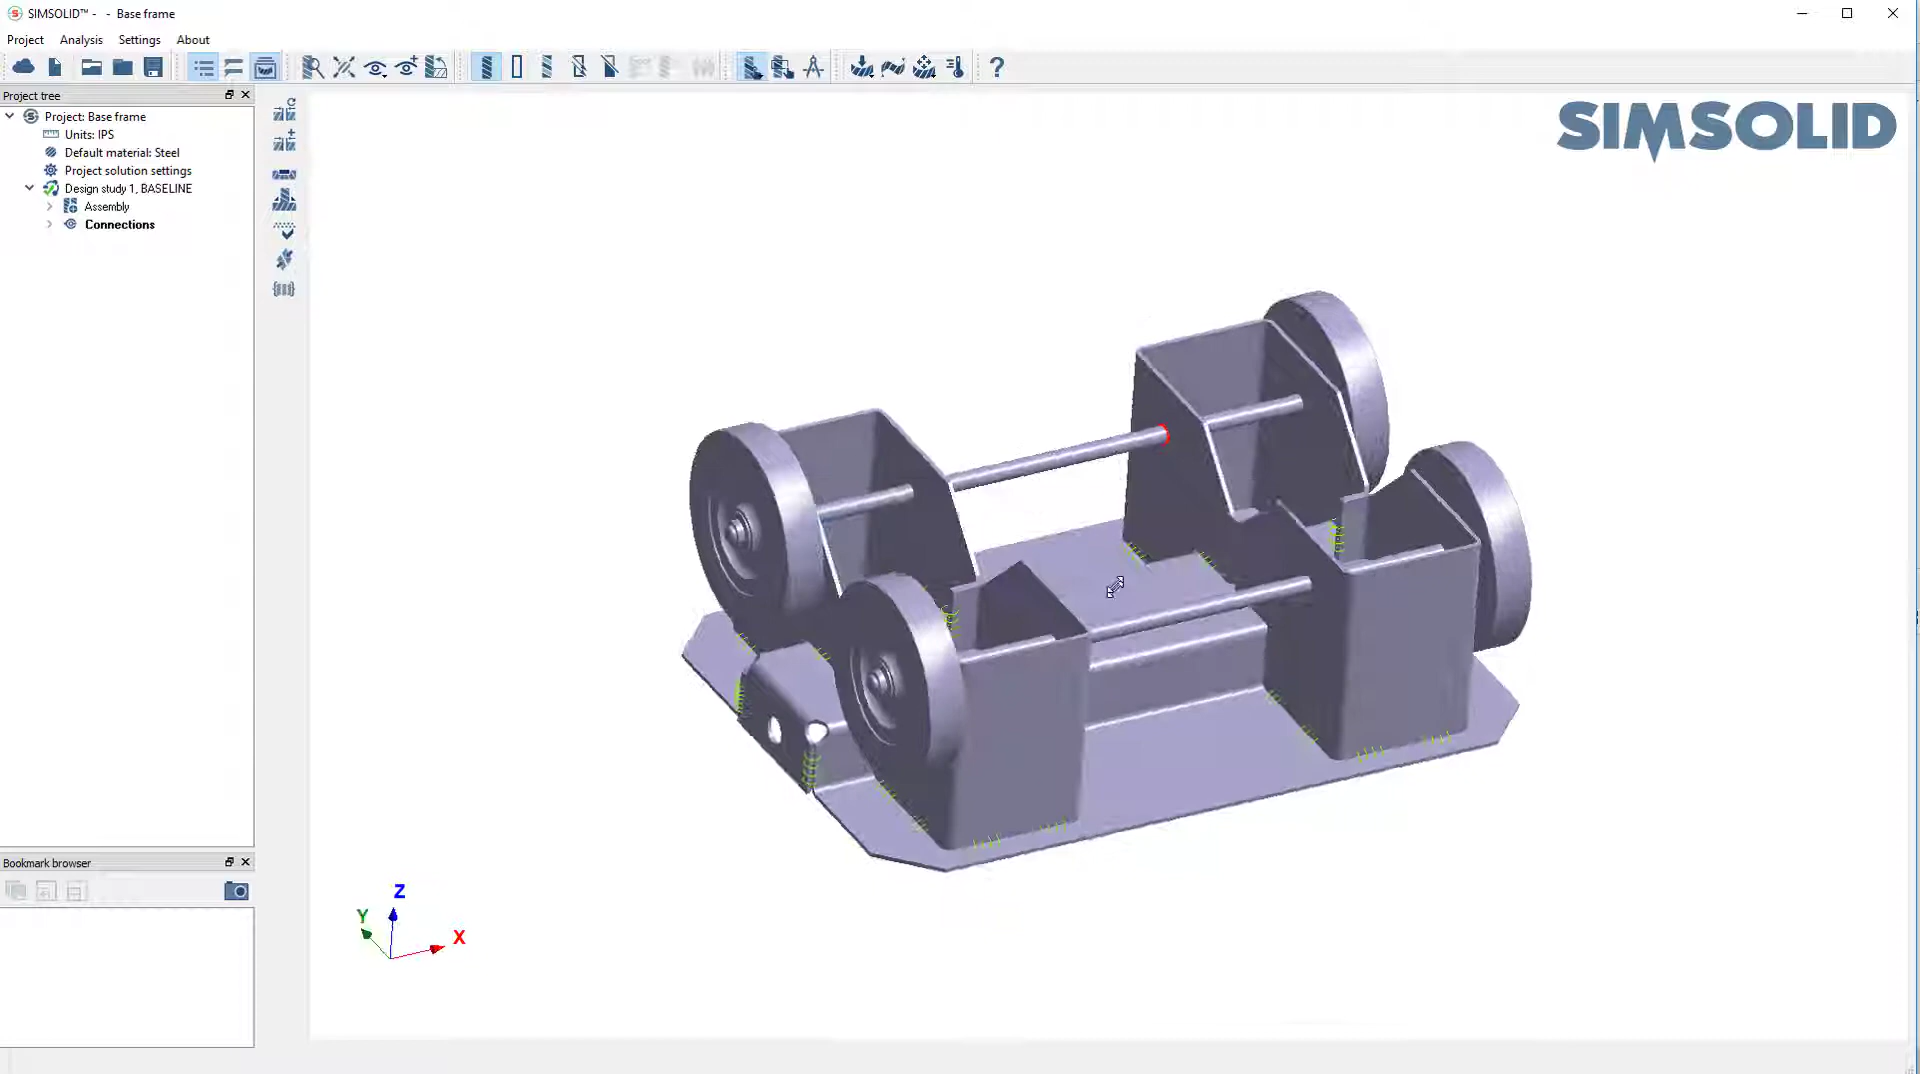 SIMSOLID™ -   - Base frame
Project Analysis Settings About
Project tree
SIMSOLID
Project: Base frame
Units: IPS
Default material: Steel
Project solution settings
Design study 1, BASELINE
Assembly
Connections
Bookmark browser
Z
Y
X